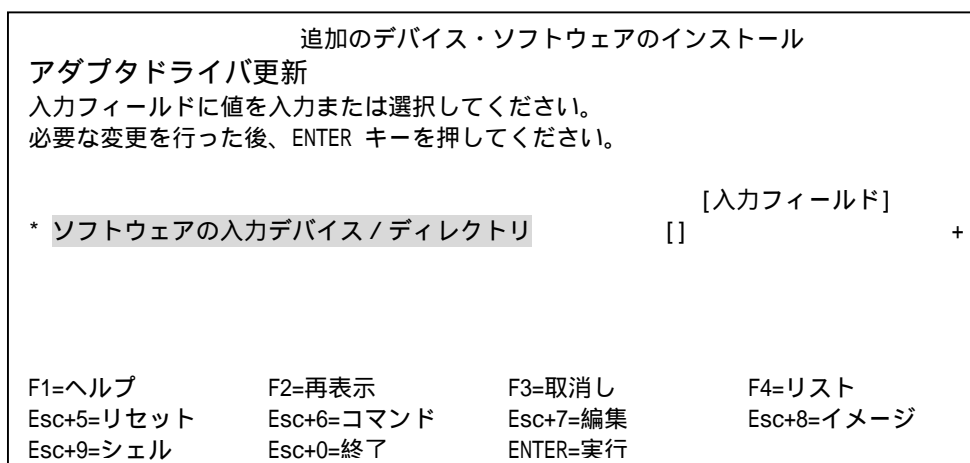 追加のデバイス・ソフトウェアのインストール
アダプタドライバ更新
入力フィールドに値を入力または選択してください。
必要な変更を行った後、ENTER キーを押してください。
[入力フィールド]
* ソフトウェアの入力デバイス/ディレクトリ [] +
F1=ヘルプ F2=再表示 F3=取消し F4=リスト
Esc+5=リセット Esc+6=コマンド Esc+7=編集 Esc+8=イメージ
Esc+9=シェル Esc+0=終了 ENTER=実行